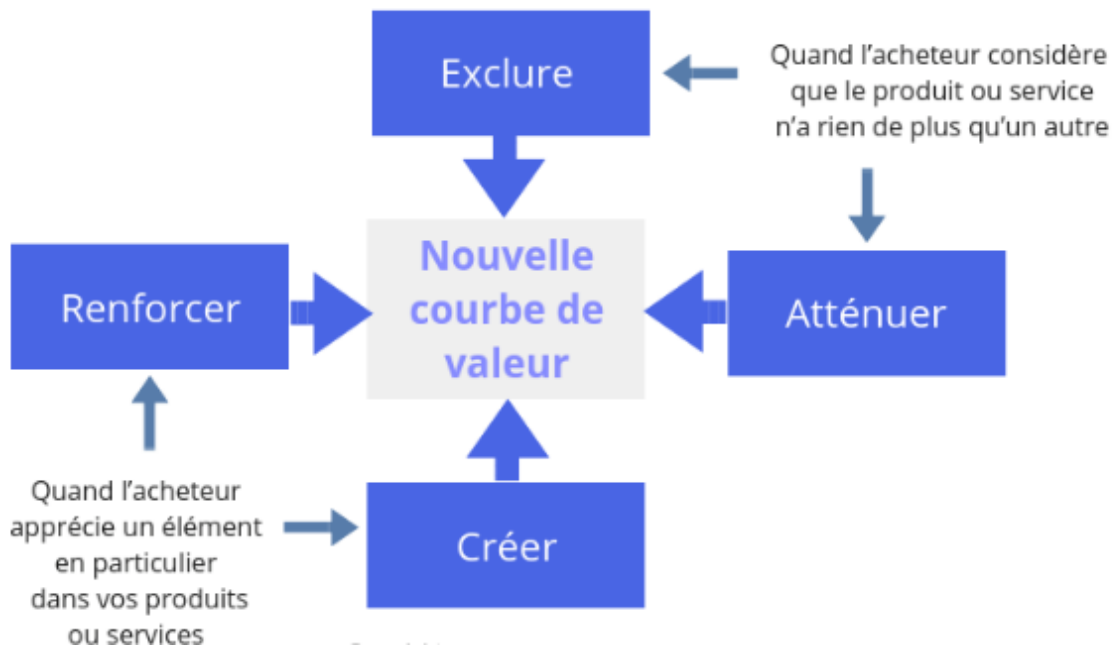 Exclure
Quand l'acheteur considère
que le produit ou service
n'a rien de plus qu'un autre
Nouvelle
courbe de
valeur
Renforcer
Atténuer
Quand l'acheteur
apprécie un élément
en particulier
dans vos produits
ou services
Créer